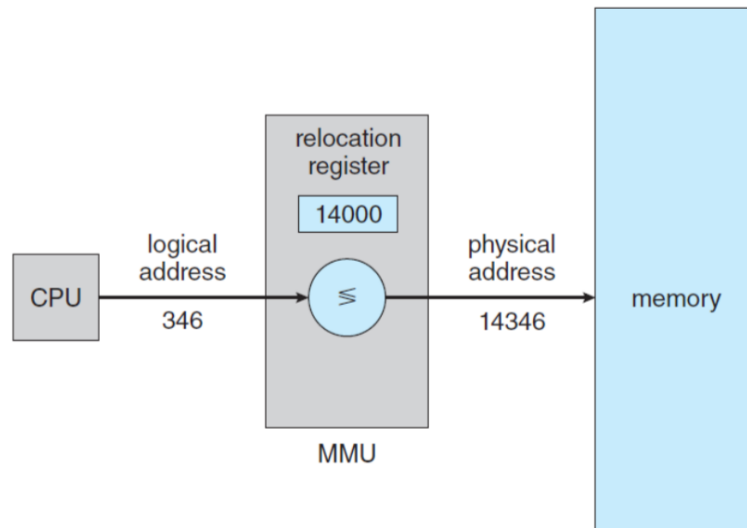 relocation
register
14000
logical
address
physical
address
CPU
≶
memory
346
14346
MMU